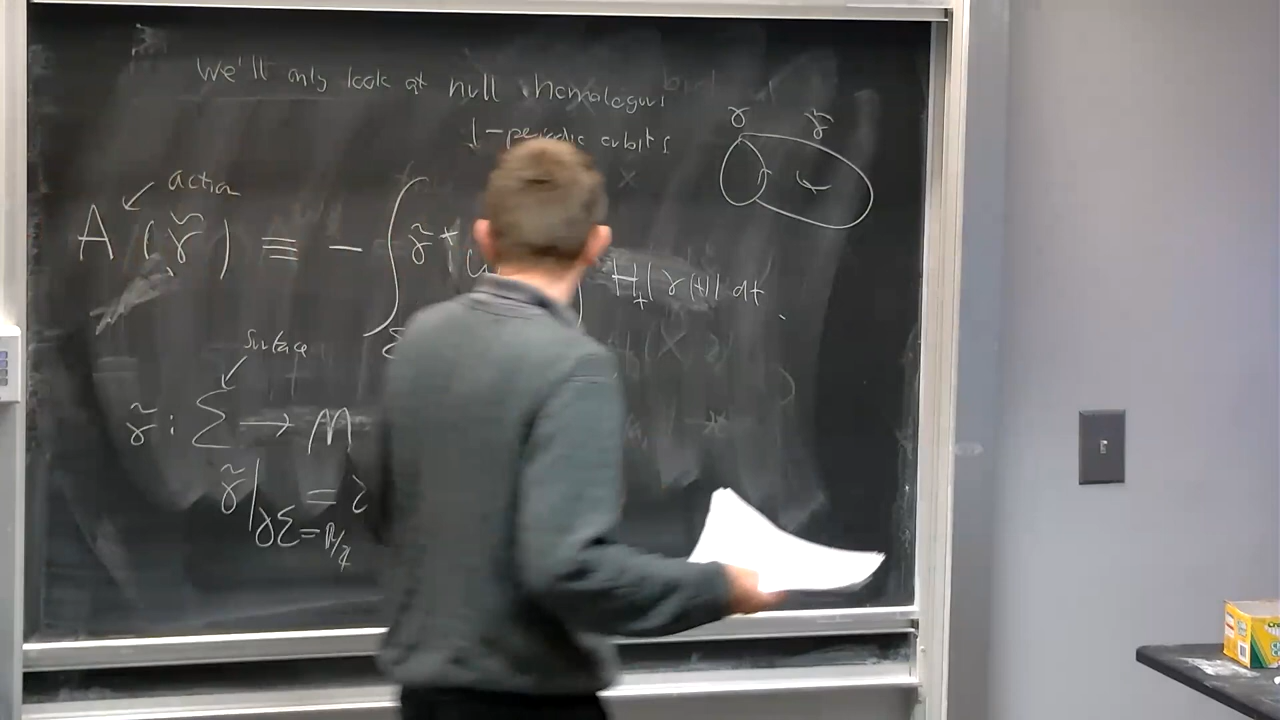 We'll only look at null homologous
1-periodic orbits
γ γ̃
action
A (γ̃) ≡ - ∫ γ̃* ω H_t(γ(t)) dt
Σ
surface
γ̃ : Σ → M
γ̃|_∂Σ=ℝ/ℤ = γ